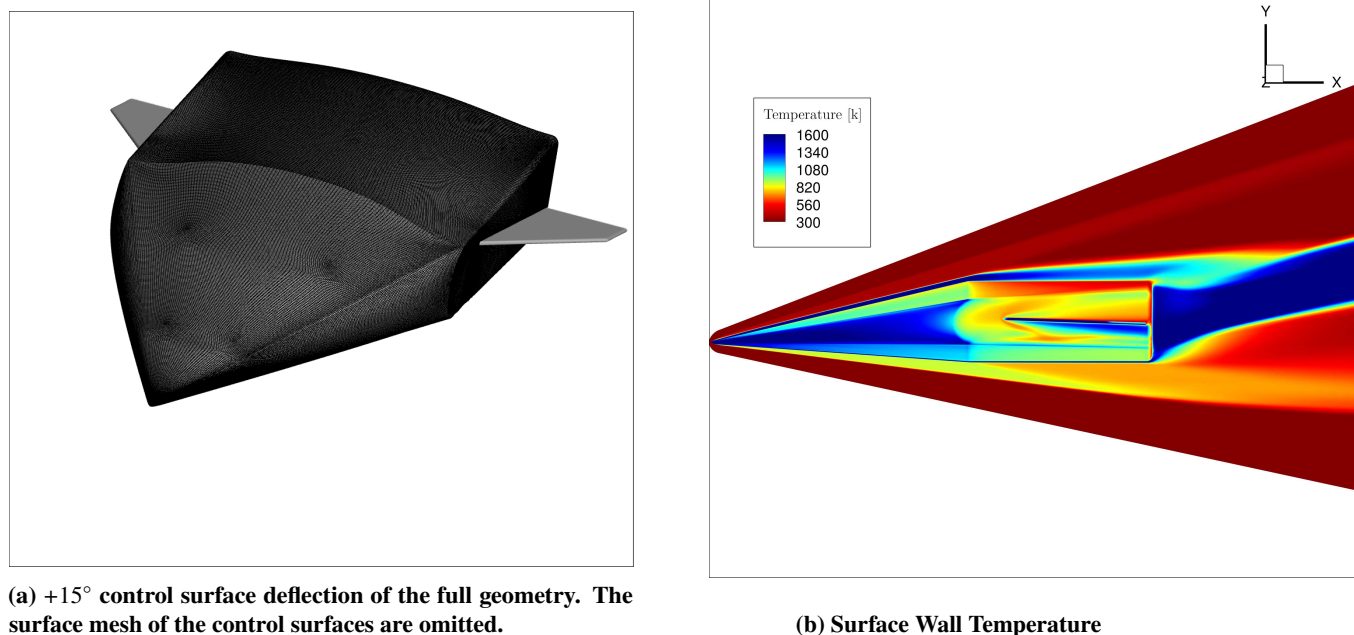 Y
Z
X
Temperature [k]
1600
1340
1080
820
560
300
(a) +15° control surface deflection of the full geometry. The
surface mesh of the control surfaces are omitted.
(b) Surface Wall Temperature